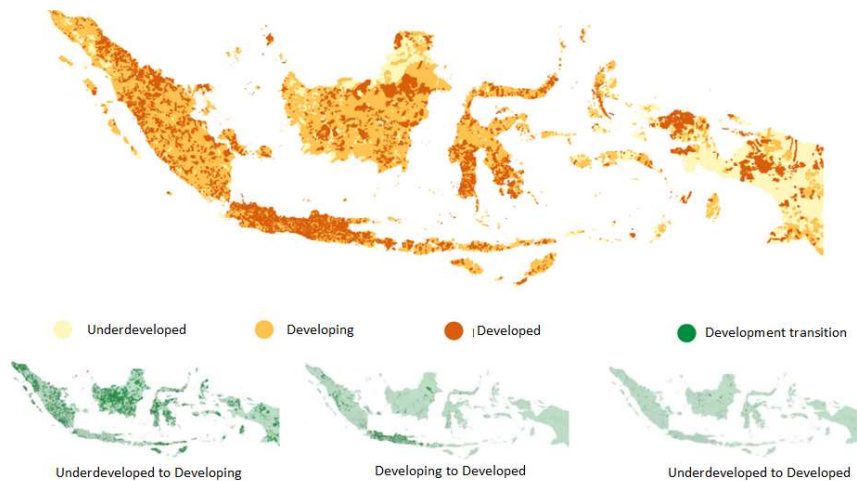 Underdeveloped
Developing
Developed
Development transition
Underdeveloped to Developing
Developing to Developed
Underdeveloped to Developed